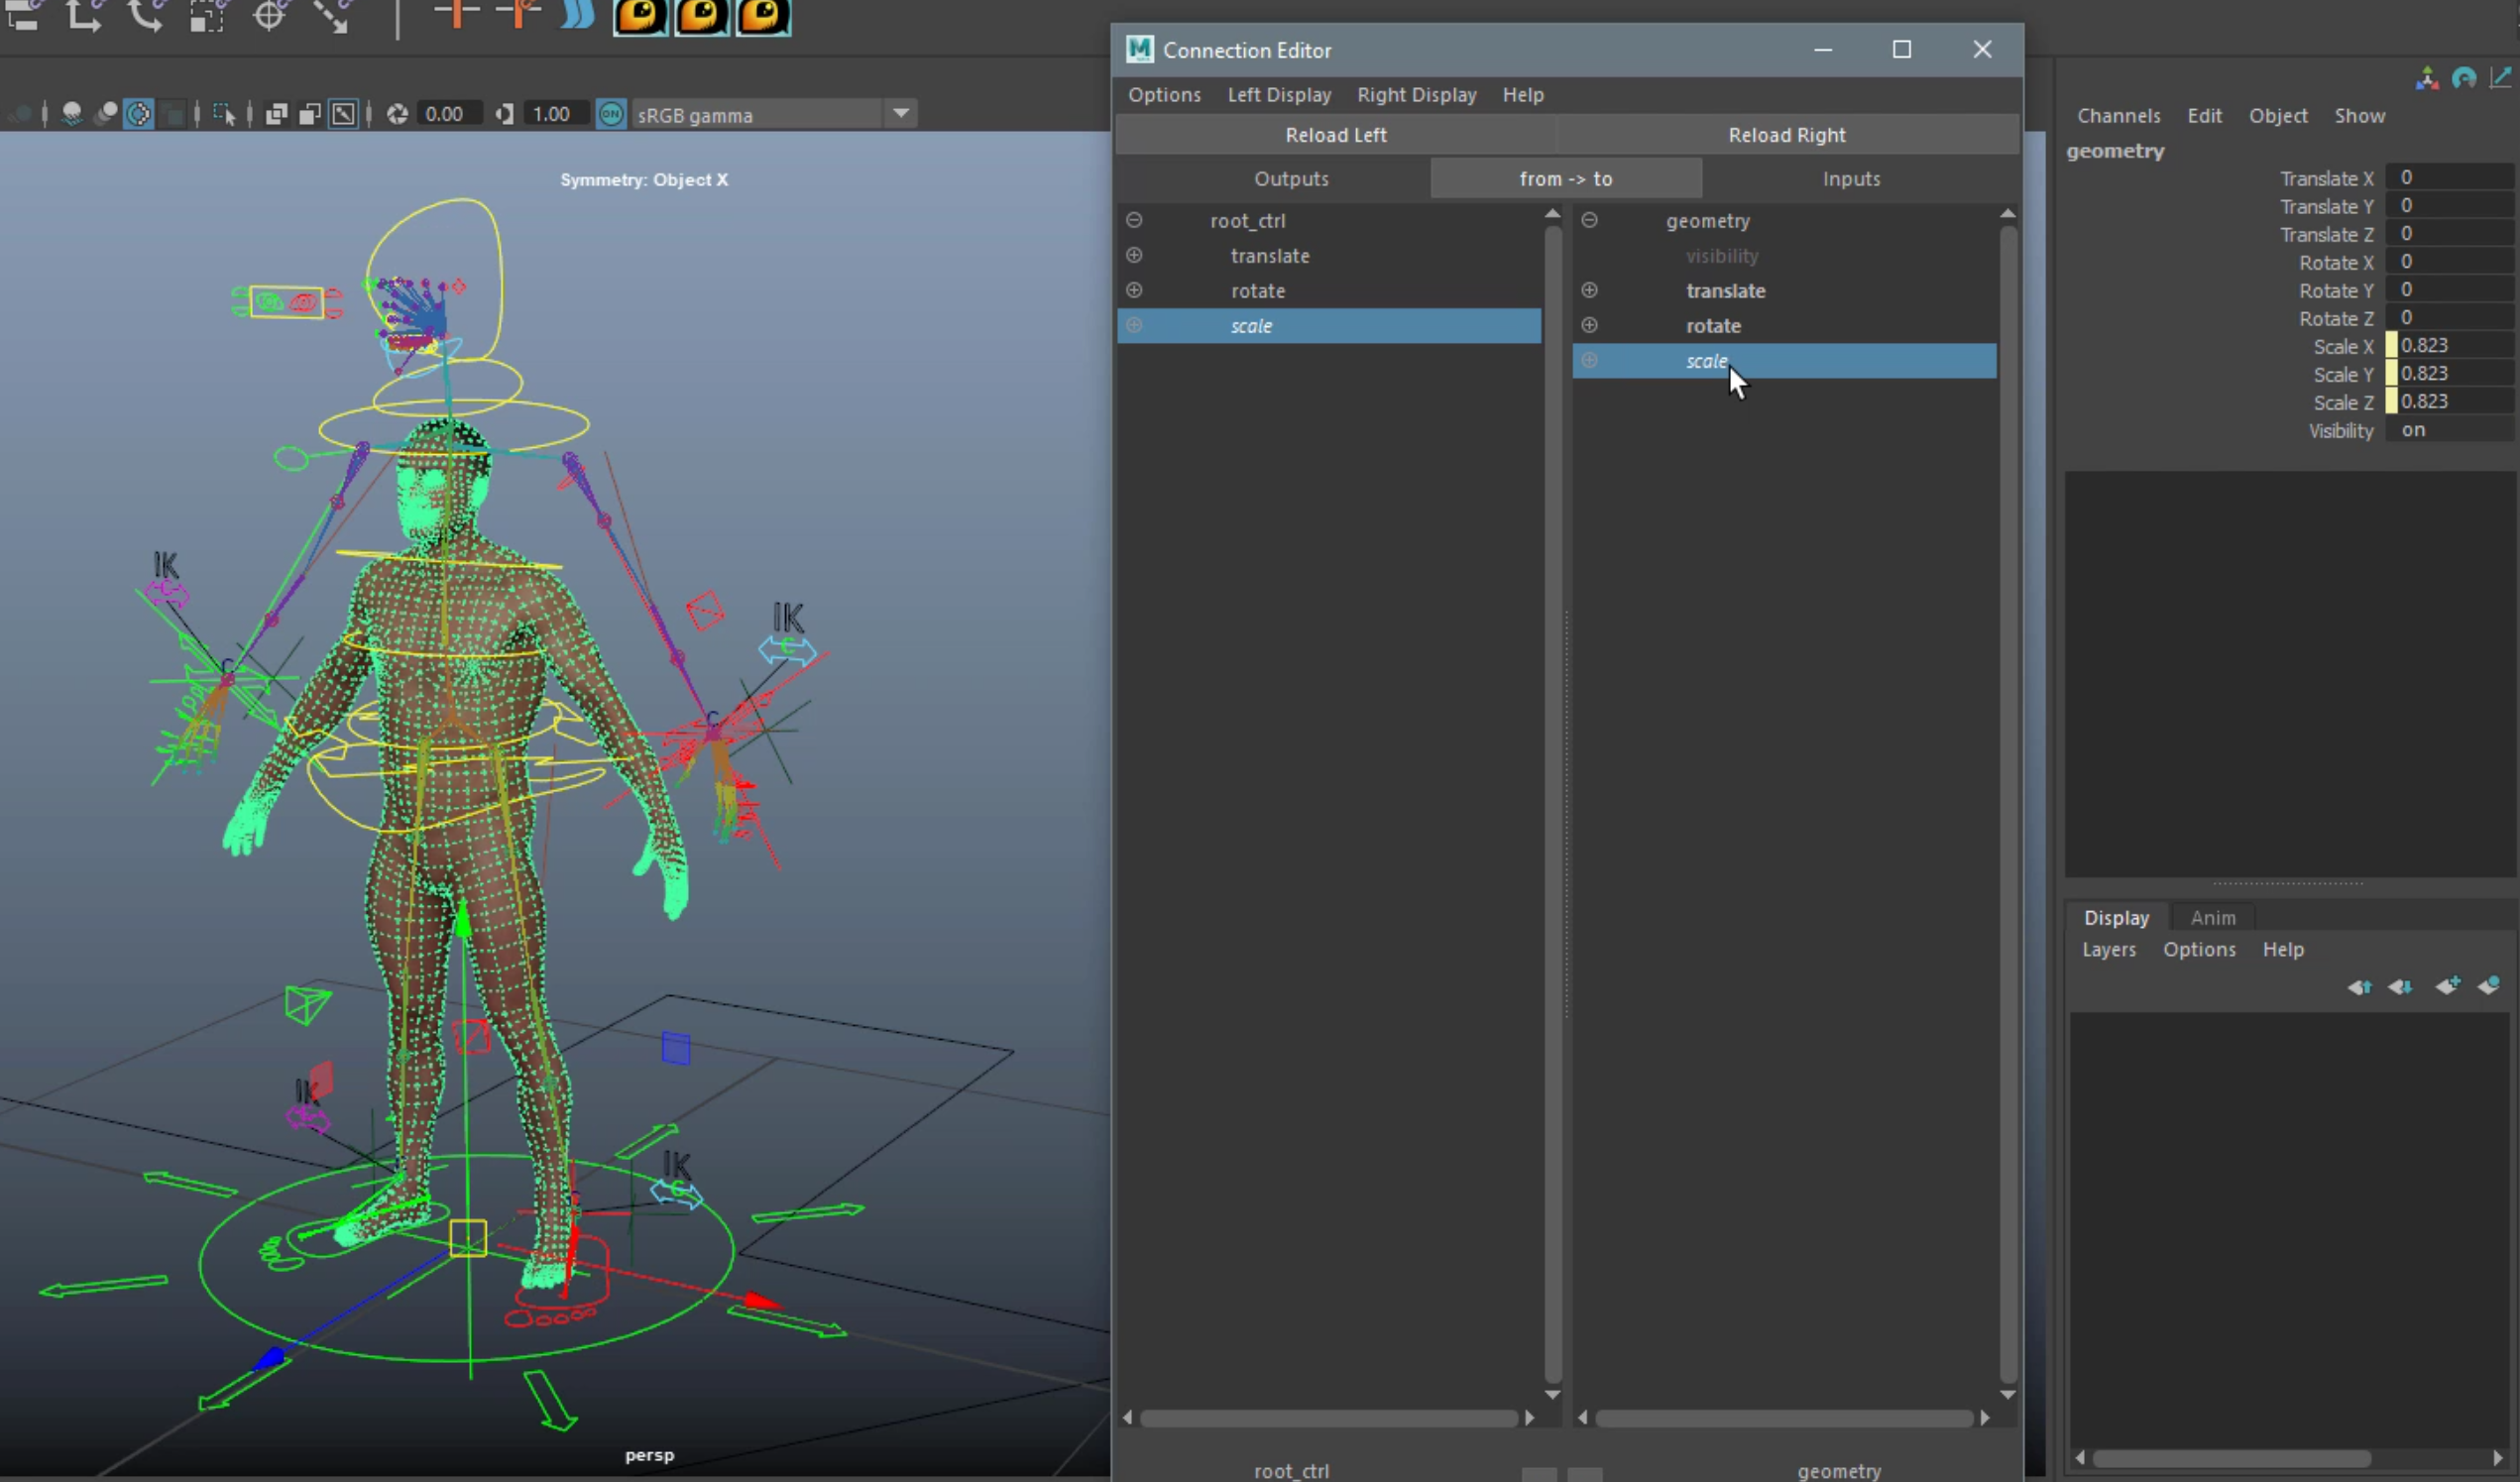 0.00 1.00 ON sRGB gamma
Symmetry: Object X
IK
IK
IK
IK
persp
Connection Editor
Options Left Display Right Display Help
Reload Left Reload Right
Outputs from -> to Inputs
root_ctrl
translate
rotate
scale
geometry
visibility
translate
rotate
scale
root_ctrl geometry
Channels Edit Object Show
geometry
Translate X 0
Translate Y 0
Translate Z 0
Rotate X 0
Rotate Y 0
Rotate Z 0
Scale X 0.823
Scale Y 0.823
Scale Z 0.823
Visibility on
Display Anim
Layers Options Help